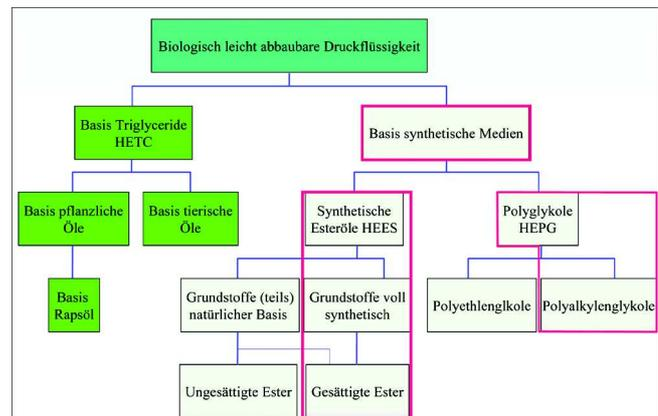 Biologisch leicht abbaubare Druckflüssigkeit
Basis Triglyceride
HETC
Basis synthetische Medien
Basis pflanzliche
Öle
Basis tierische
Öle
Synthetische
Esteröle HEES
Polyglykole
HEPG
Basis
Rapsöl
Grundstoffe (teils)
natürlicher Basis
Grundstoffe voll
synthetisch
Polyethlenglkole
Polyalkylenglykole
Ungesättigte Ester
Gesättigte Ester